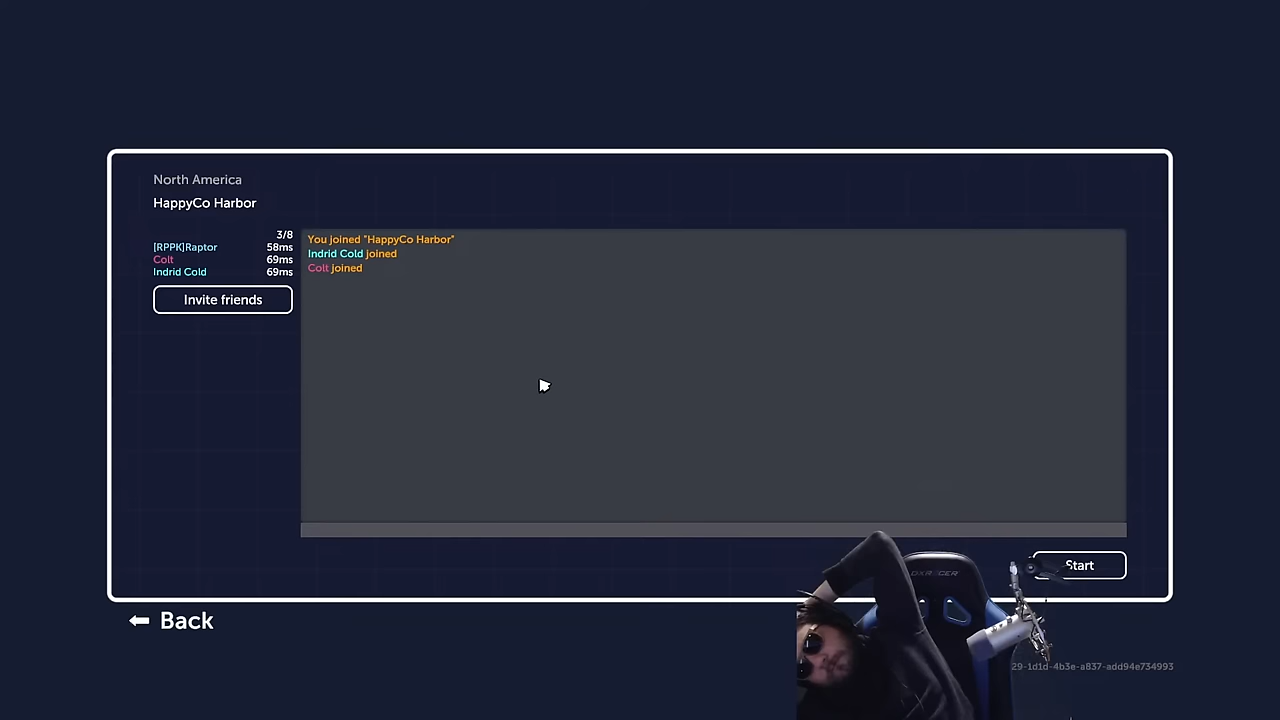 North America
HappyCo Harbor
3/8
[RPPK]Raptor 58ms
Colt 69ms
Indrid Cold 69ms
Invite friends
You joined "HappyCo Harbor"
Indrid Cold joined
Colt joined
Start
Back
DXRACER
29-1d1d-4b3e-a837-add94e734993